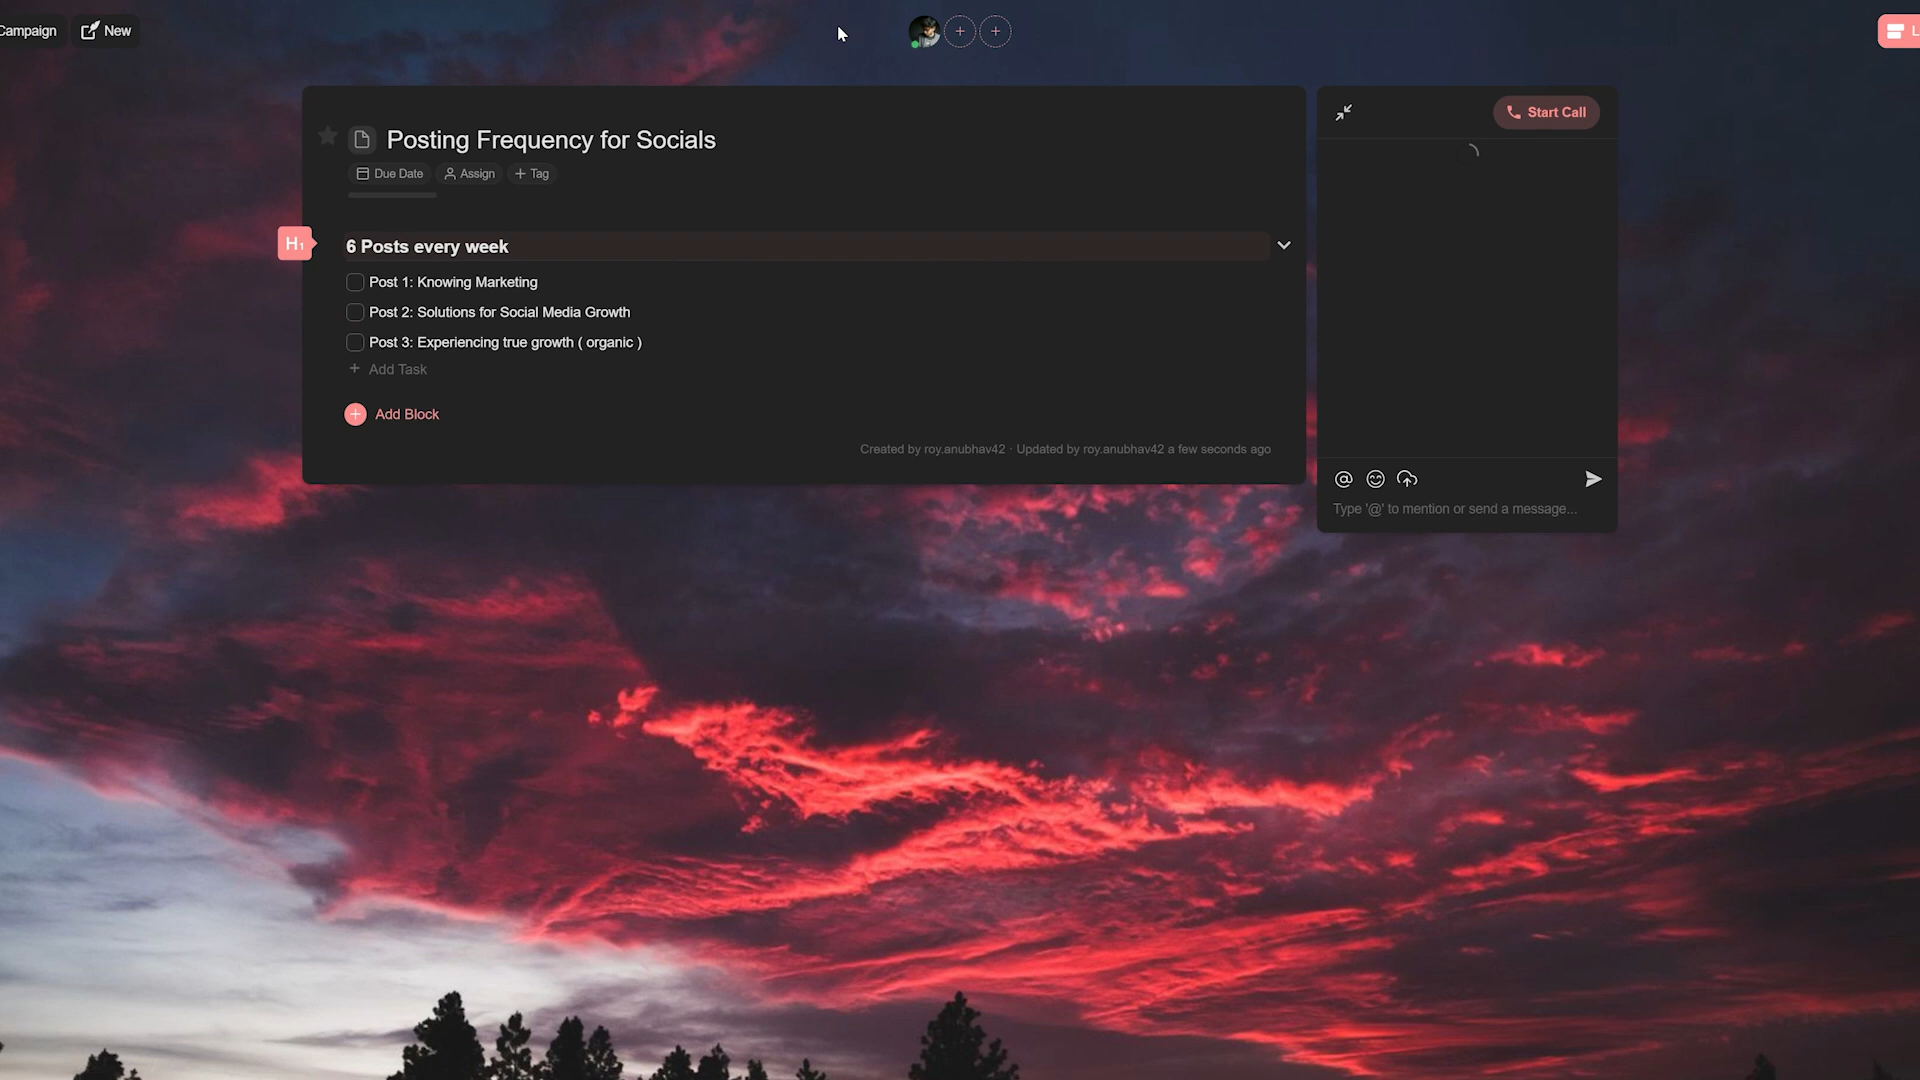 Campaign
New
Start Call
Posting Frequency for Socials
Due Date
Assign
+ Tag
H1
6 Posts every week
Post 1: Knowing Marketing
Post 2: Solutions for Social Media Growth
Post 3: Experiencing true growth ( organic )
+ Add Task
+ Add Block
Created by roy.anubhav42 · Updated by roy.anubhav42 a few seconds ago
Type '@' to mention or send a message...